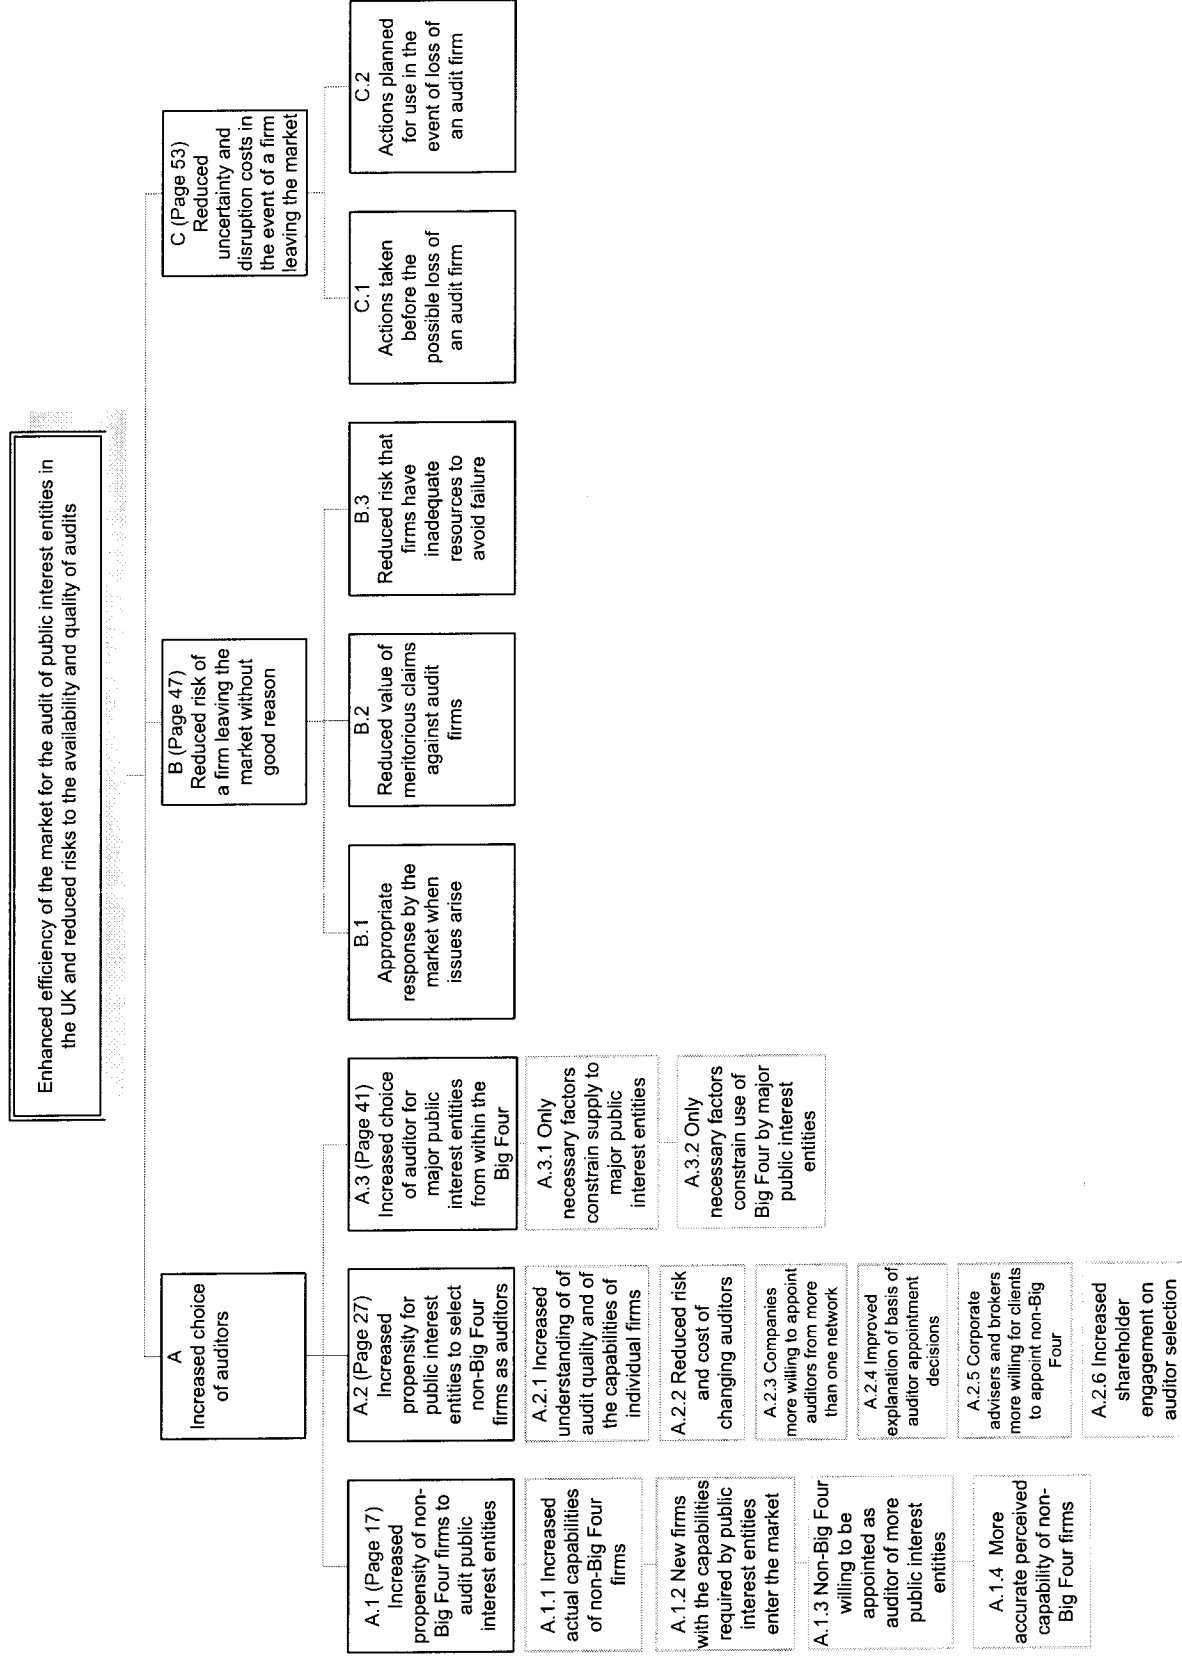 Enhanced efficiency of the market for the audit of public interest entities in
the UK and reduced risks to the availability and quality of audits
A
Increased choice
of auditors
B (Page 47)
Reduced risk of
a firm leaving the
market without
good reason
C (Page 53)
Reduced
uncertainty and
disruption costs in
the event of a firm
leaving the market
A.1 (Page 17)
Increased
propensity of non-
Big Four firms to
audit public
interest entities
A.2 (Page 27)
Increased
propensity for
public interest
entities to select
non-Big Four
firms as auditors
A.3 (Page 41)
Increased choice
of auditor for
major public
interest entities
from within the
Big Four
B.1
Appropriate
response by the
market when
issues arise
B.2
Reduced value of
meritorious claims
against audit
firms
B.3
Reduced risk that
firms have
inadequate
resources to
avoid failure
C.1
Actions taken
before the
possible loss of
an audit firm
C.2
Actions planned
for use in the
event of loss of
an audit firm
A.1.1 Increased
actual capabilities
of non-Big Four
firms
A.1.2 New firms
with the capabilities
required by public
interest entities
enter the market
A.1.3 Non-Big Four
willing to be
appointed as
auditor of more
public interest
entities
A.1.4 More
accurate perceived
capability of non-
Big Four firms
A.2.1 Increased
understanding of of
audit quality and of
the capabilities of
individual firms
A.2.2 Reduced risk
and cost of
changing auditors
A.2.3 Companies
more willing to appoint
auditors from more
than one network
A.2.4 Improved
explanation of basis of
auditor appointment
decisions
A.2.5 Corporate
advisers and brokers
more willing for clients
to appoint non-Big
Four
A.2.6 Increased
shareholder
engagement on
auditor selection
A.3.1 Only
necessary factors
constrain supply to
major public
interest entities
A.3.2 Only
necessary factors
constrain use of
Big Four by major
public interest
entities